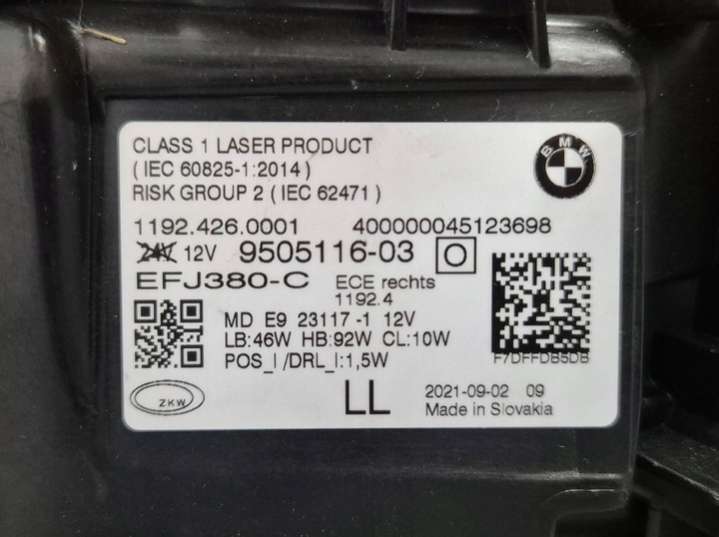 CLASS 1 LASER PRODUCT
(IEC 60825-1:2014)
RISK GROUP 2 (IEC 62471)
BMW
1192.426.0001 400000045123698
24V 12V 9505116-03 O
EFJ380-C ECE rechts
1192.4
MD E9 23117-1 12V
LB:46W HB:92W CL:10W
POS_I/DRL_I:1,5W
F7DFFDB5DB
ZKW
LL
2021-09-02 09
Made in Slovakia